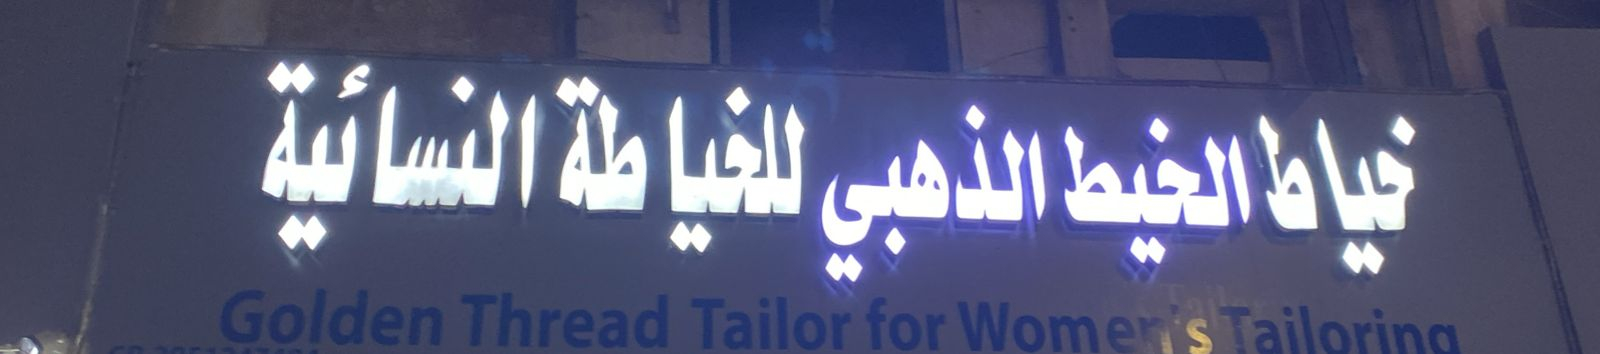 خياط الخيط الذهبي للخياطة النسائية
Golden Thread Tailor for Women's Tailoring